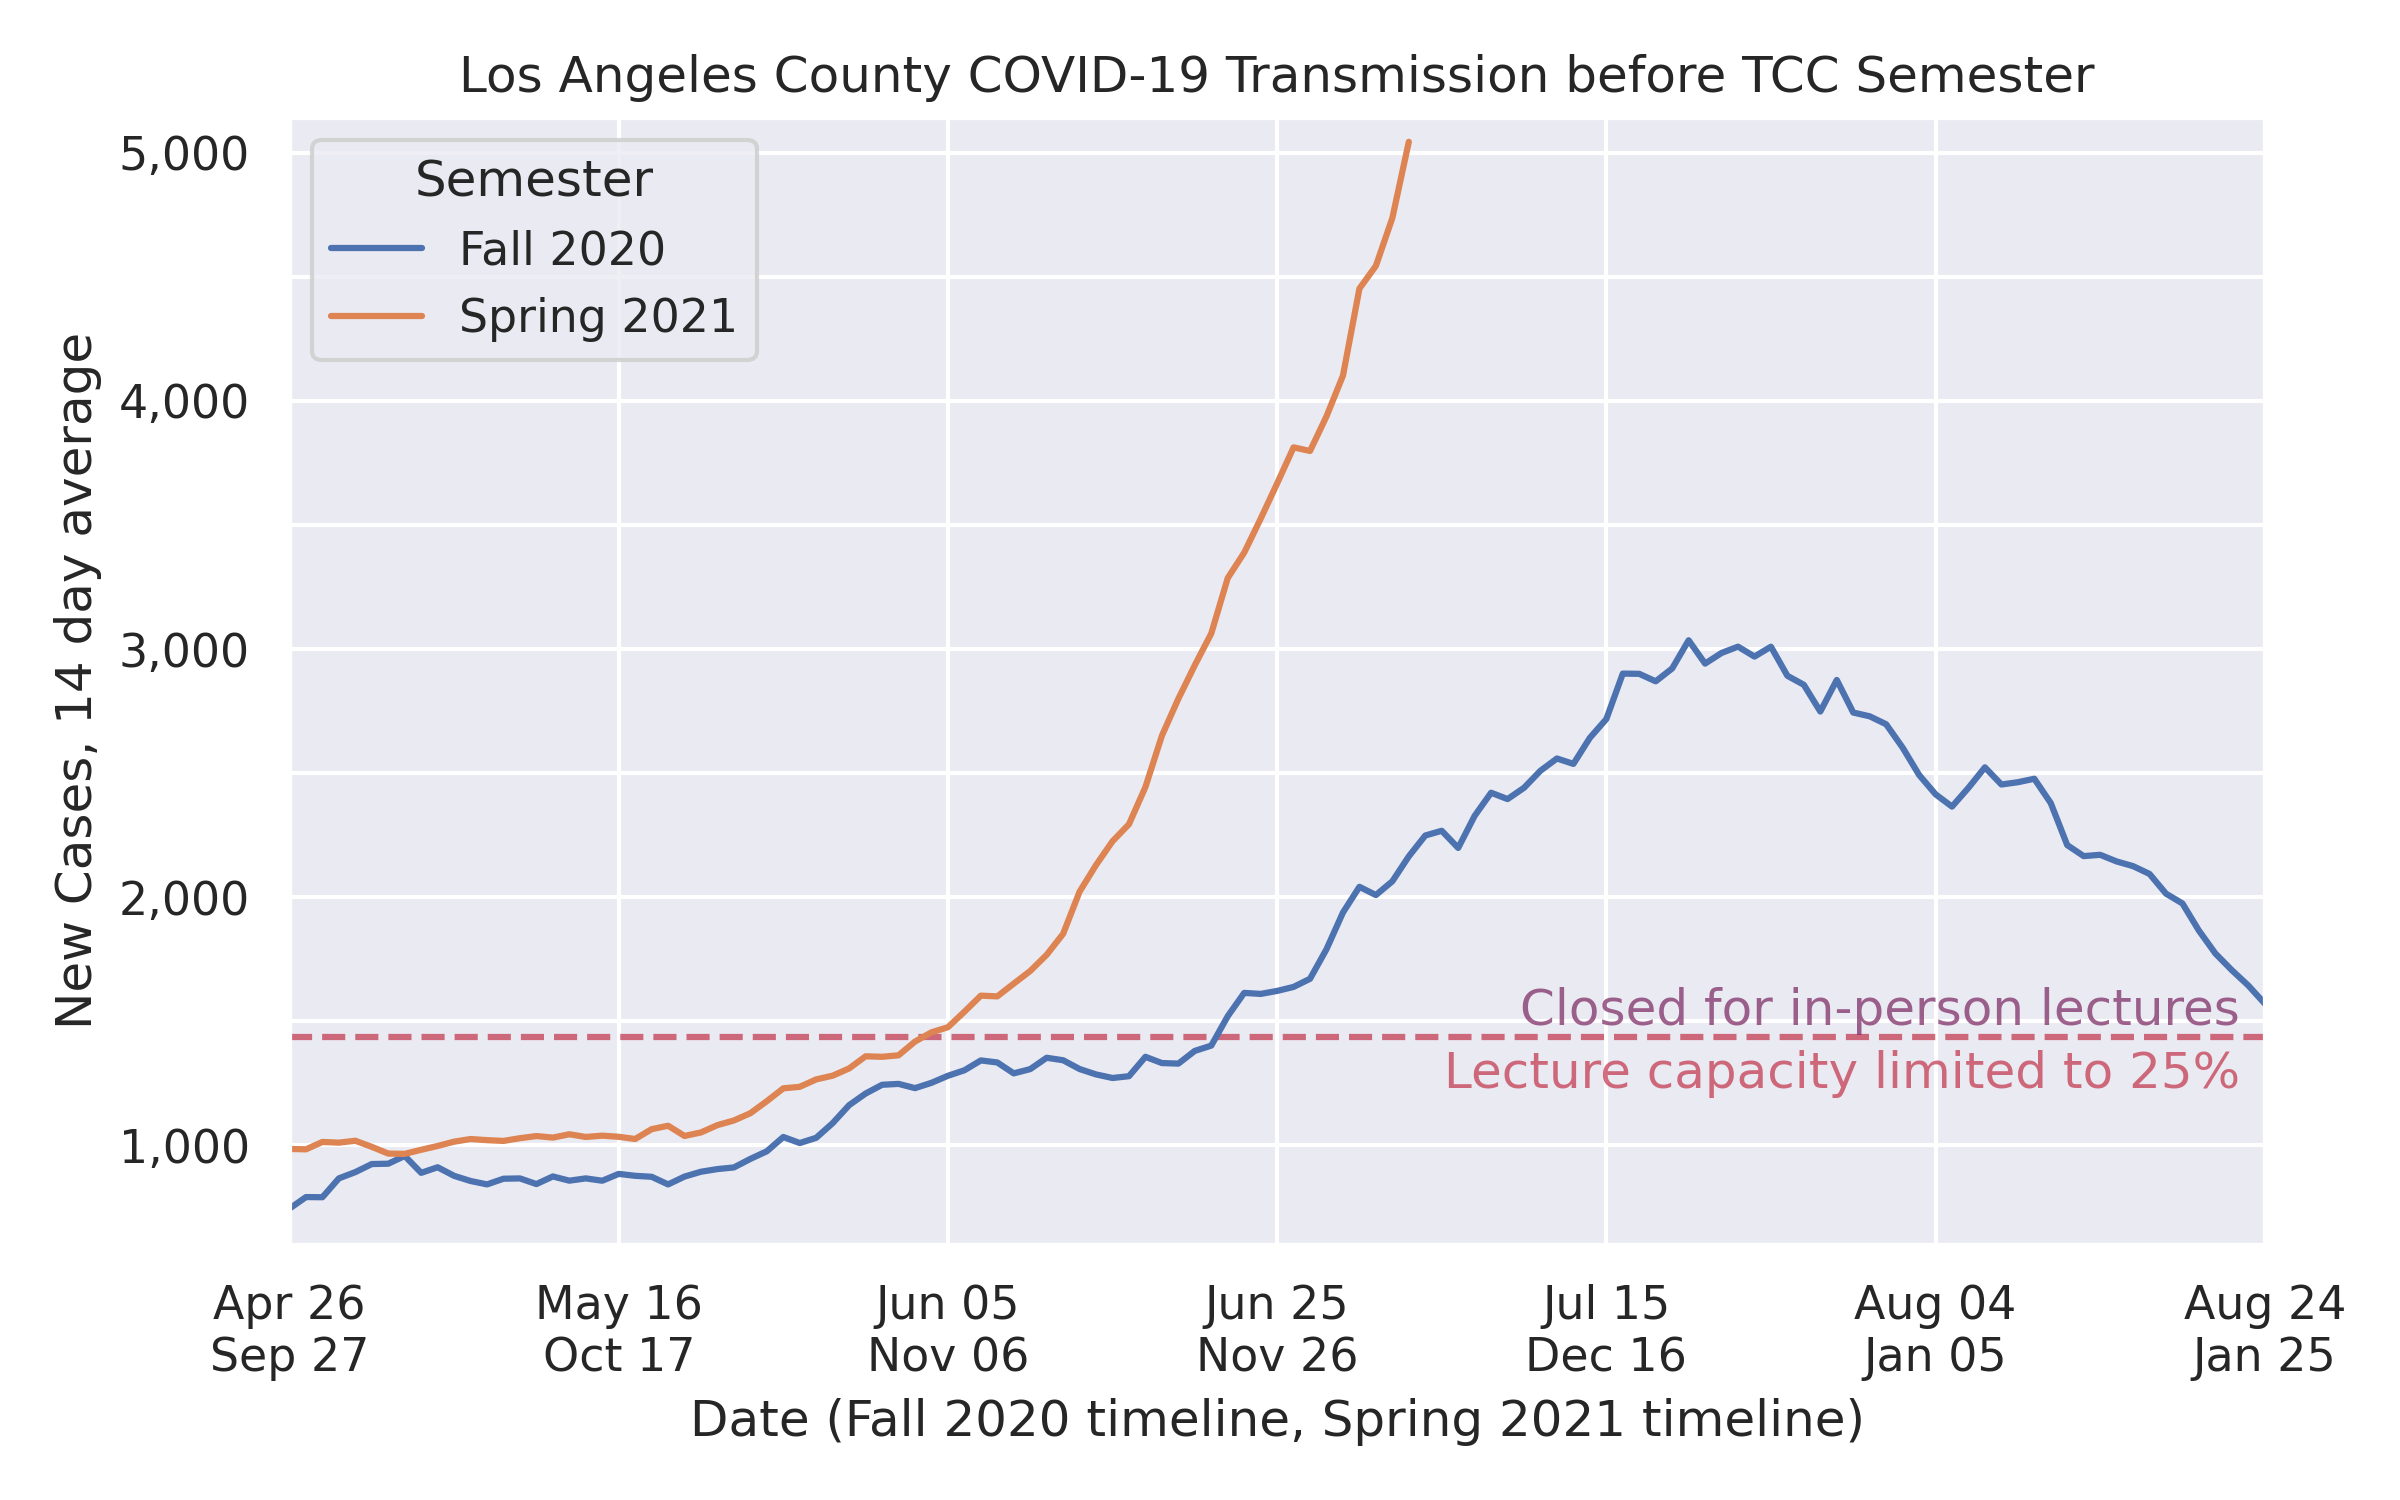 Los Angeles County COVID-19 Transmission before TCC Semester
Semester
Fall 2020
Spring 2021
New Cases, 14 day average
5,000
4,000
3,000
2,000
1,000
Closed for in-person lectures
Lecture capacity limited to 25%
Apr 26 May 16 Jun 05 Jun 25 Jul 15 Aug 04 Aug 24
Sep 27 Oct 17 Nov 06 Nov 26 Dec 16 Jan 05 Jan 25
Date (Fall 2020 timeline, Spring 2021 timeline)